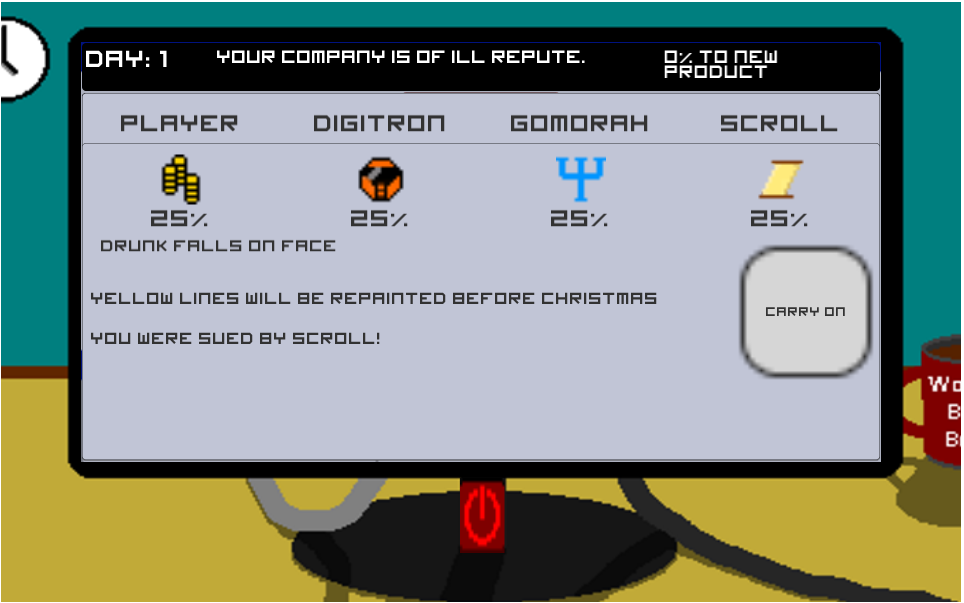 DAY: 1
YOUR COMPANY IS OF ILL REPUTE.
0% TO NEW
PRODUCT
PLAYER DIGITRON GOMORAH SCROLL
25% 25% 25% 25%
DRUNK FALLS ON FACE
YELLOW LINES WILL BE REPAINTED BEFORE CHRISTMAS
CARRY ON
YOU WERE SUED BY SCROLL!